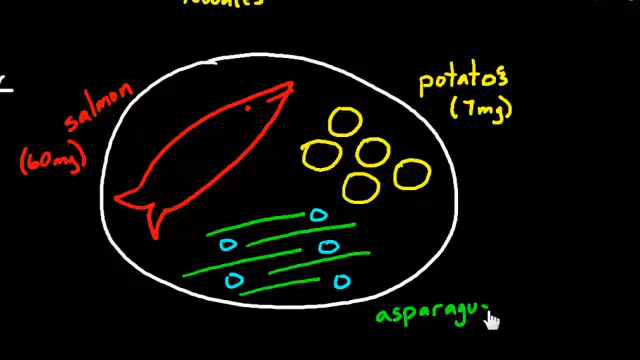 salmon
(60mg)
potatos
(7mg)
asparagu